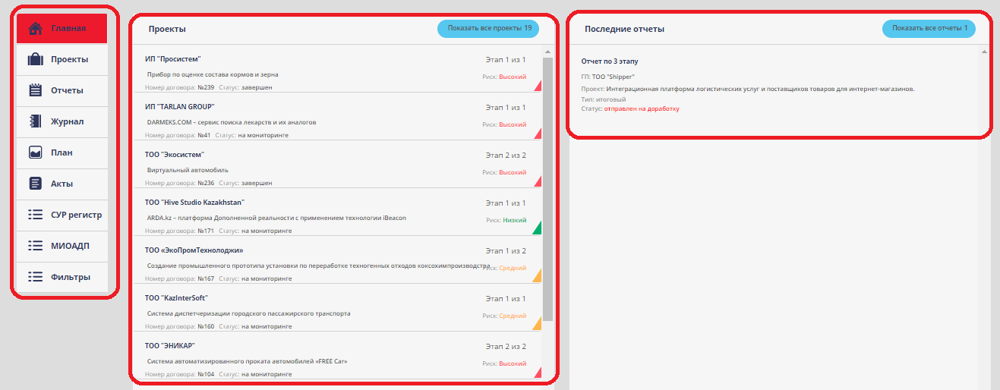 Главная
Проекты
Отчеты
Журнал
План
Акты
СУР регистр
МИОАДП
Фильтры
Проекты
Показать все проекты 19
ИП "Просистем"
Этап 1 из 1
Прибор по оценке состава кормов и зерна
Риск: Высокий
Номер договора: №239 Статус: завершен
ИП "TARLAN GROUP"
Этап 1 из 1
DARMEKS.COM – сервис поиска лекарств и их аналогов
Риск: Высокий
Номер договора: №41 Статус: на мониторинге
ТОО "Экосистем"
Этап 2 из 2
Виртуальный автомобиль
Риск: Высокий
Номер договора: №236 Статус: завершен
ТОО "Hive Studio Kazakhstan"
Этап 1 из 1
ARDA.kz – платформа Дополненной реальности с применением технологии iBeacon
Риск: Низкий
Номер договора: №171 Статус: на мониторинге
ТОО «ЭкоПромТехнолоджи»
Этап 1 из 2
Создание промышленного прототипа установки по переработке техногенных отходов коксохимпроизводства
Риск: Средний
Номер договора: №167 Статус: на мониторинге
ТОО "KazInterSoft"
Этап 1 из 1
Система диспетчеризации городского пассажирского транспорта
Риск: Средний
Номер договора: №160 Статус: на мониторинге
ТОО "ЭНИКАР"
Этап 2 из 2
Система автоматизированного проката автомобилей «FREE Car»
Риск: Высокий
Номер договора: №104 Статус: на мониторинге
Последние отчеты
Показать все отчеты 1
Отчет по 3 этапу
ГП: ТОО "Shipper"
Проект: Интеграционная платформа логистических услуг и поставщиков товаров для интернет-магазинов.
Тип: итоговый
Статус: отправлен на доработку